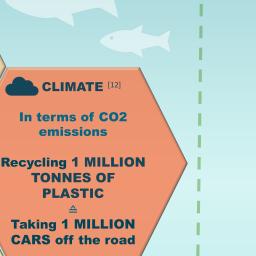 CLIMATE [12]
In terms of CO2
emissions
Recycling 1 MILLION
TONNES OF
PLASTIC
≙
Taking 1 MILLION
CARS off the road